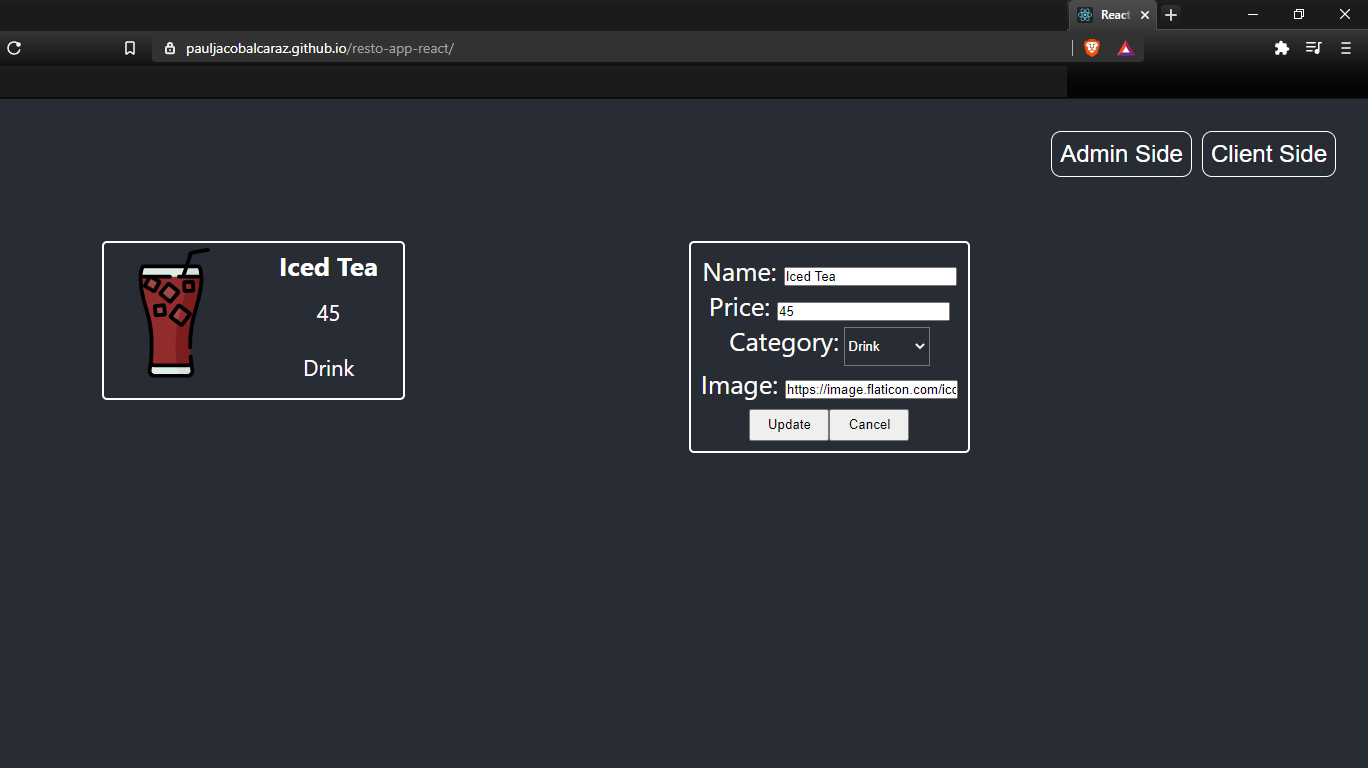 React
pauljacobalcaraz.github.io/resto-app-react/
Admin Side Client Side
Iced Tea
45
Drink
Name: Iced Tea
Price: 45
Category: Drink
Image: https://image.flaticon.com/ico
Update Cancel